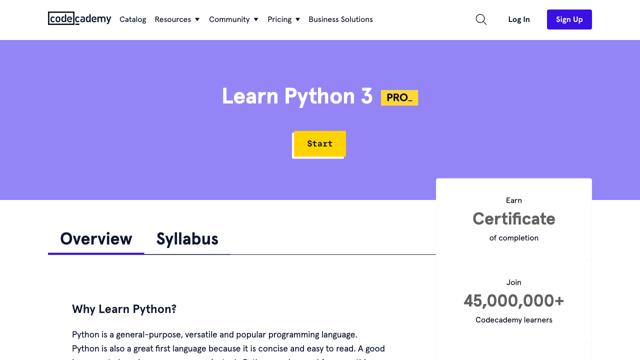 codecademy Catalog Resources Community Pricing Business Solutions Log In Sign Up
Learn Python 3 PRO_
Start
Earn
Certificate
of completion
Overview Syllabus
Join
45,000,000+
Codecademy learners
Why Learn Python?
Python is a general-purpose, versatile and popular programming language.
Python is also a great first language because it is concise and easy to read. A good